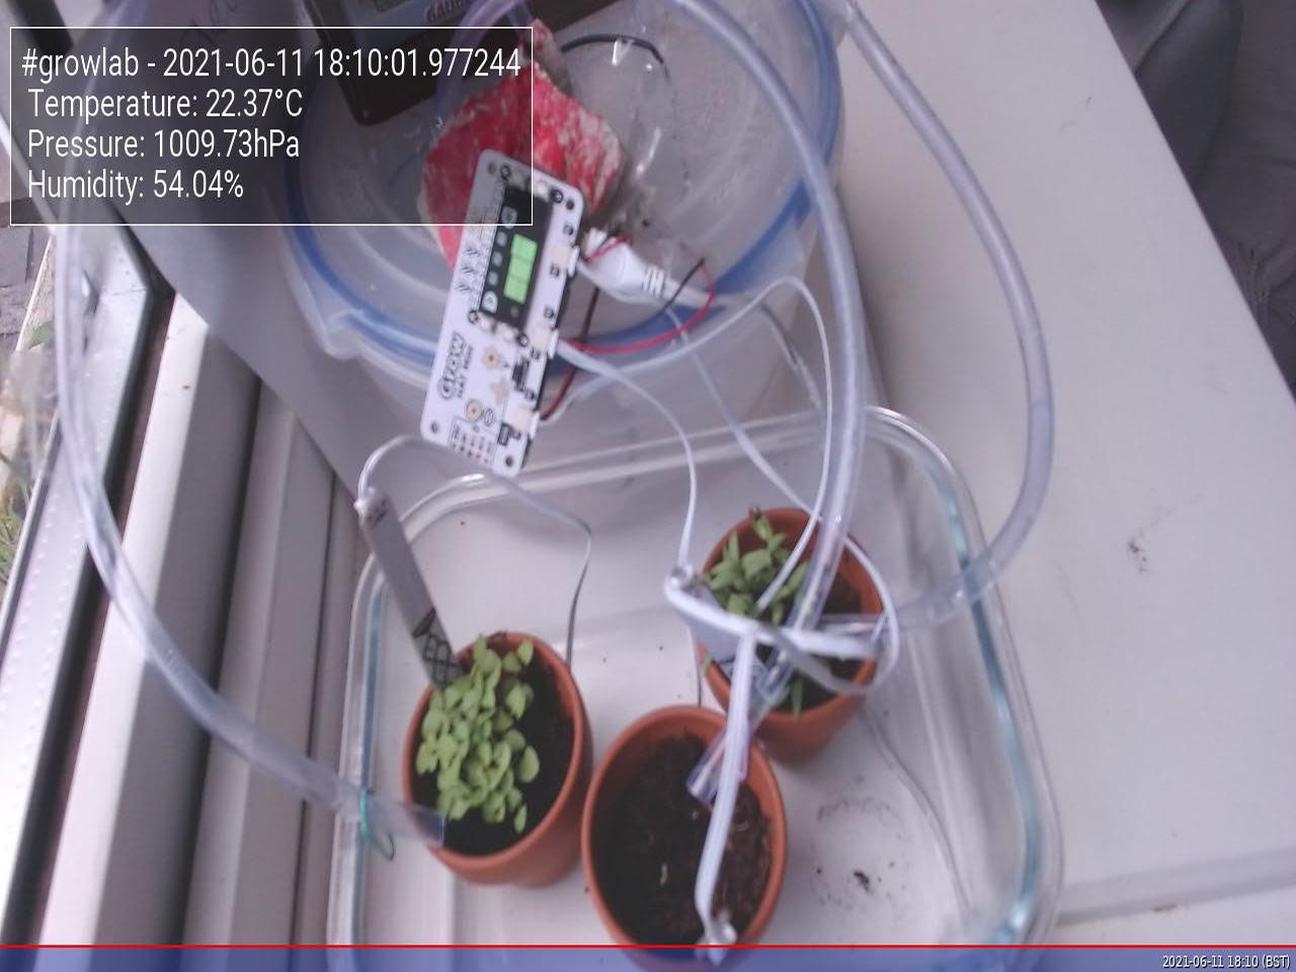 #growlab - 2021-06-11 18:10:01.977244
Temperature: 22.37°C
Pressure: 1009.73hPa
Humidity: 54.04%
GROW
2021-06-11 18:10 (BST)